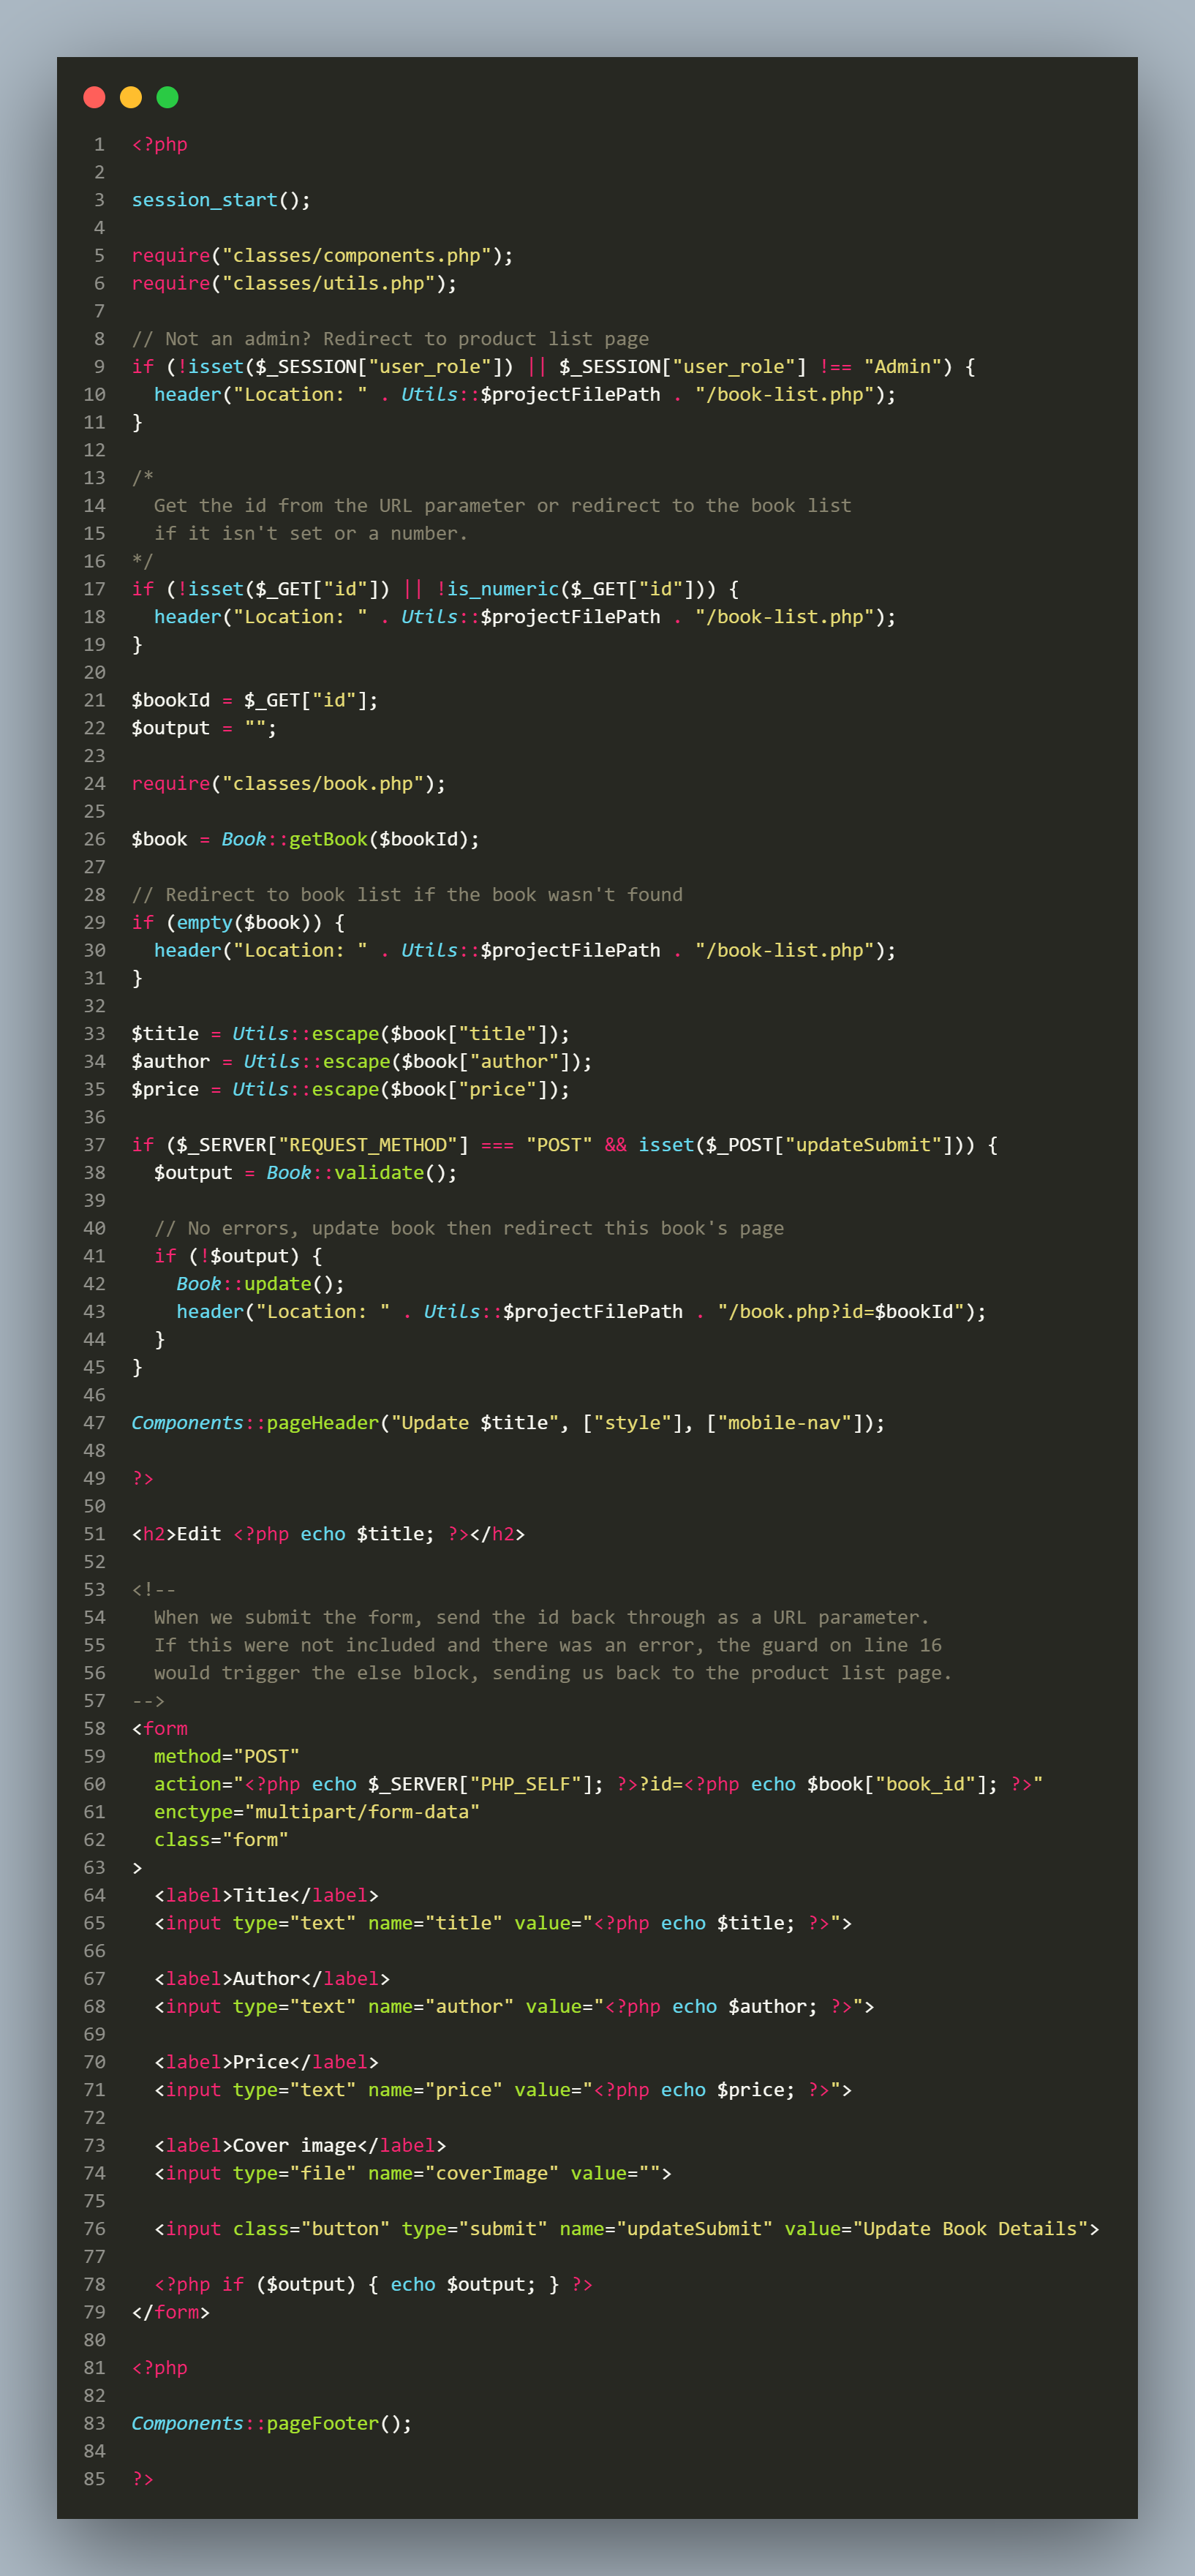 1 <?php
2
3 session_start();
4
5 require("classes/components.php");
6 require("classes/utils.php");
7
8 // Not an admin? Redirect to product list page
9 if (!isset($_SESSION["user_role"]) || $_SESSION["user_role"] !== "Admin") {
10   header("Location: " . Utils::$projectFilePath . "/book-list.php");
11 }
12
13 /*
14   Get the id from the URL parameter or redirect to the book list
15   if it isn't set or a number.
16 */
17 if (!isset($_GET["id"]) || !is_numeric($_GET["id"])) {
18   header("Location: " . Utils::$projectFilePath . "/book-list.php");
19 }
20
21 $bookId = $_GET["id"];
22 $output = "";
23
24 require("classes/book.php");
25
26 $book = Book::getBook($bookId);
27
28 // Redirect to book list if the book wasn't found
29 if (empty($book)) {
30   header("Location: " . Utils::$projectFilePath . "/book-list.php");
31 }
32
33 $title = Utils::escape($book["title"]);
34 $author = Utils::escape($book["author"]);
35 $price = Utils::escape($book["price"]);
36
37 if ($_SERVER["REQUEST_METHOD"] === "POST" && isset($_POST["updateSubmit"])) {
38   $output = Book::validate();
39
40   // No errors, update book then redirect this book's page
41   if (!$output) {
42     Book::update();
43     header("Location: " . Utils::$projectFilePath . "/book.php?id=$bookId");
44   }
45 }
46
47 Components::pageHeader("Update $title", ["style"], ["mobile-nav"]);
48
49 ?>
50
51 <h2>Edit <?php echo $title; ?></h2>
52
53 <!--
54   When we submit the form, send the id back through as a URL parameter.
55   If this were not included and there was an error, the guard on line 16
56   would trigger the else block, sending us back to the product list page.
57 -->
58 <form
59   method="POST"
60   action="<?php echo $_SERVER["PHP_SELF"]; ?>?id=<?php echo $book["book_id"]; ?>"
61   enctype="multipart/form-data"
62   class="form"
63 >
64   <label>Title</label>
65   <input type="text" name="title" value="<?php echo $title; ?>">
66
67   <label>Author</label>
68   <input type="text" name="author" value="<?php echo $author; ?>">
69
70   <label>Price</label>
71   <input type="text" name="price" value="<?php echo $price; ?>">
72
73   <label>Cover image</label>
74   <input type="file" name="coverImage" value="">
75
76   <input class="button" type="submit" name="updateSubmit" value="Update Book Details">
77
78   <?php if ($output) { echo $output; } ?>
79 </form>
80
81 <?php
82
83 Components::pageFooter();
84
85 ?>